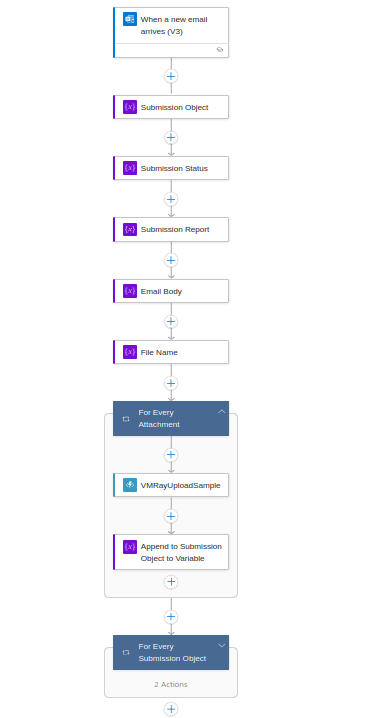 When a new email
arrives (V3)
Submission Object
Submission Status
Submission Report
Email Body
File Name
For Every
Attachment
VMRayUploadSample
Append to Submission
Object to Variable
For Every
Submission Object
2 Actions